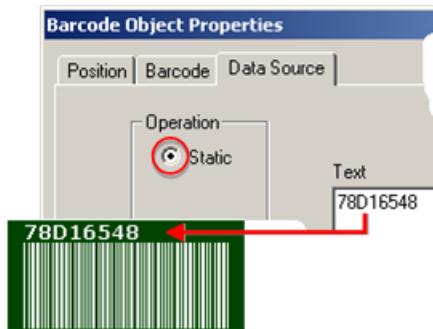 Barcode Object Properties
Position Barcode Data Source
Operation
Static
Text
78D16548
78D16548